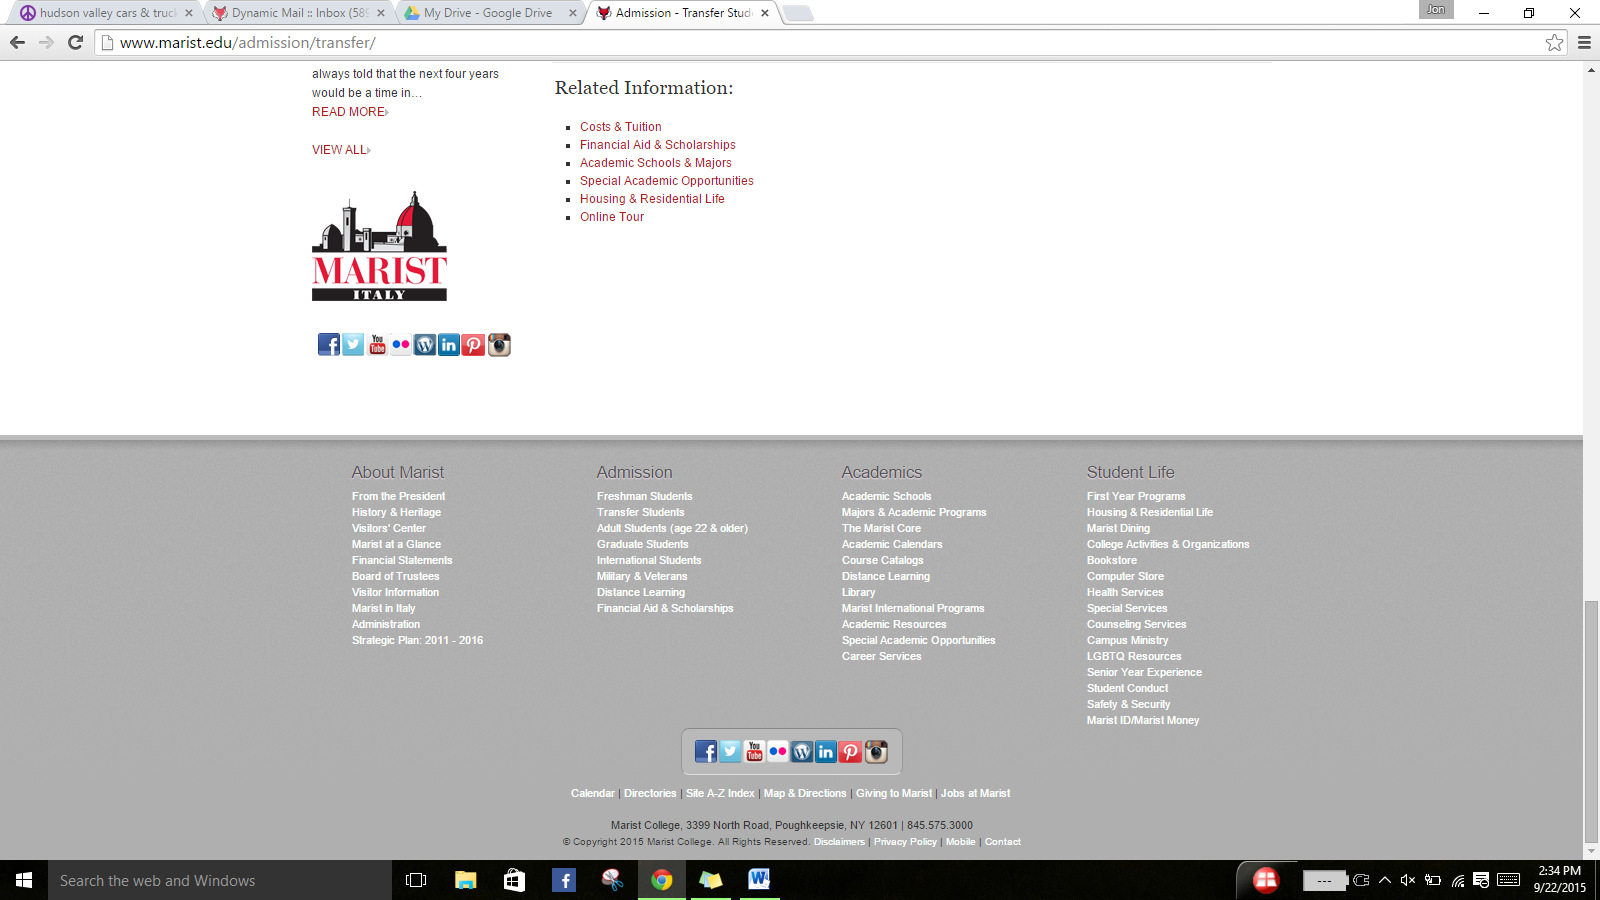 hudson valley cars & truck
Dynamic Mail :: Inbox (589
My Drive - Google Drive
Admission - Transfer Stude
Jon
www.marist.edu/admission/transfer/
always told that the next four years
would be a time in...
READ MORE
VIEW ALL
MARIST
ITALY
Related Information:
Costs & Tuition
Financial Aid & Scholarships
Academic Schools & Majors
Special Academic Opportunities
Housing & Residential Life
Online Tour
You
Tube
About Marist
From the President
History & Heritage
Visitors' Center
Marist at a Glance
Financial Statements
Board of Trustees
Visitor Information
Marist in Italy
Administration
Strategic Plan: 2011 - 2016
Admission
Freshman Students
Transfer Students
Adult Students (age 22 & older)
Graduate Students
International Students
Military & Veterans
Distance Learning
Financial Aid & Scholarships
Academics
Academic Schools
Majors & Academic Programs
The Marist Core
Academic Calendars
Course Catalogs
Distance Learning
Library
Marist International Programs
Academic Resources
Special Academic Opportunities
Career Services
Student Life
First Year Programs
Housing & Residential Life
Marist Dining
College Activities & Organizations
Bookstore
Computer Store
Health Services
Special Services
Counseling Services
Campus Ministry
LGBTQ Resources
Senior Year Experience
Student Conduct
Safety & Security
Marist ID/Marist Money
You
Tube
Calendar | Directories | Site A-Z Index | Map & Directions | Giving to Marist | Jobs at Marist
Marist College, 3399 North Road, Poughkeepsie, NY 12601 | 845.575.3000
© Copyright 2015 Marist College. All Rights Reserved. Disclaimers | Privacy Policy | Mobile | Contact
Search the web and Windows
---
2:34 PM
9/22/2015